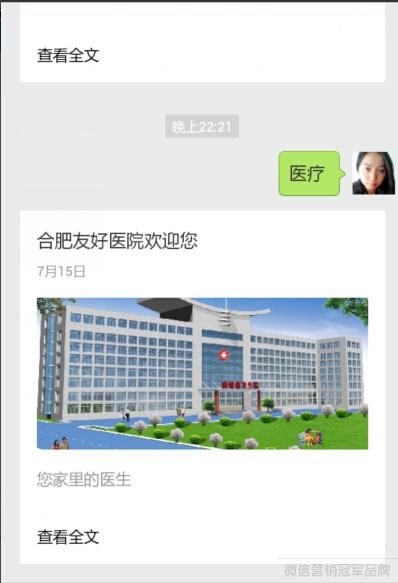 查看全文
晚上22:21
医疗
合肥友好医院欢迎您
7月15日
您家里的医生
查看全文
微信营销冠军品牌